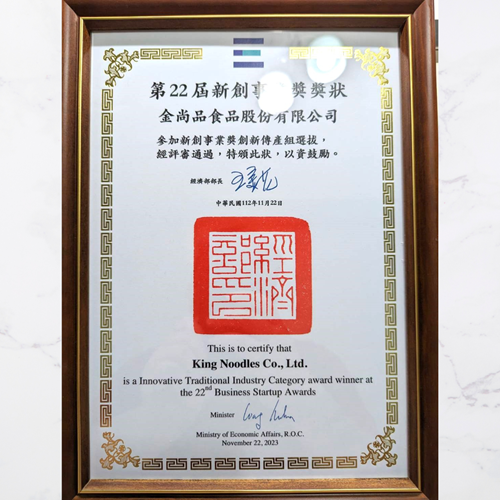 第22屆新創事 獎獎狀
金尚品食品股份有限公司
參加新創事業獎創新傳產組選拔，
經評審通過，特頒此狀，以資鼓勵。
經濟部部長
中華民國112年11月22日
經濟部印
This is to certify that
King Noodles Co., Ltd.
is a Innovative Traditional Industry Category award winner at
the 22nd Business Startup Awards
Minister
Ministry of Economic Affairs, R.O.C.
November 22, 2023